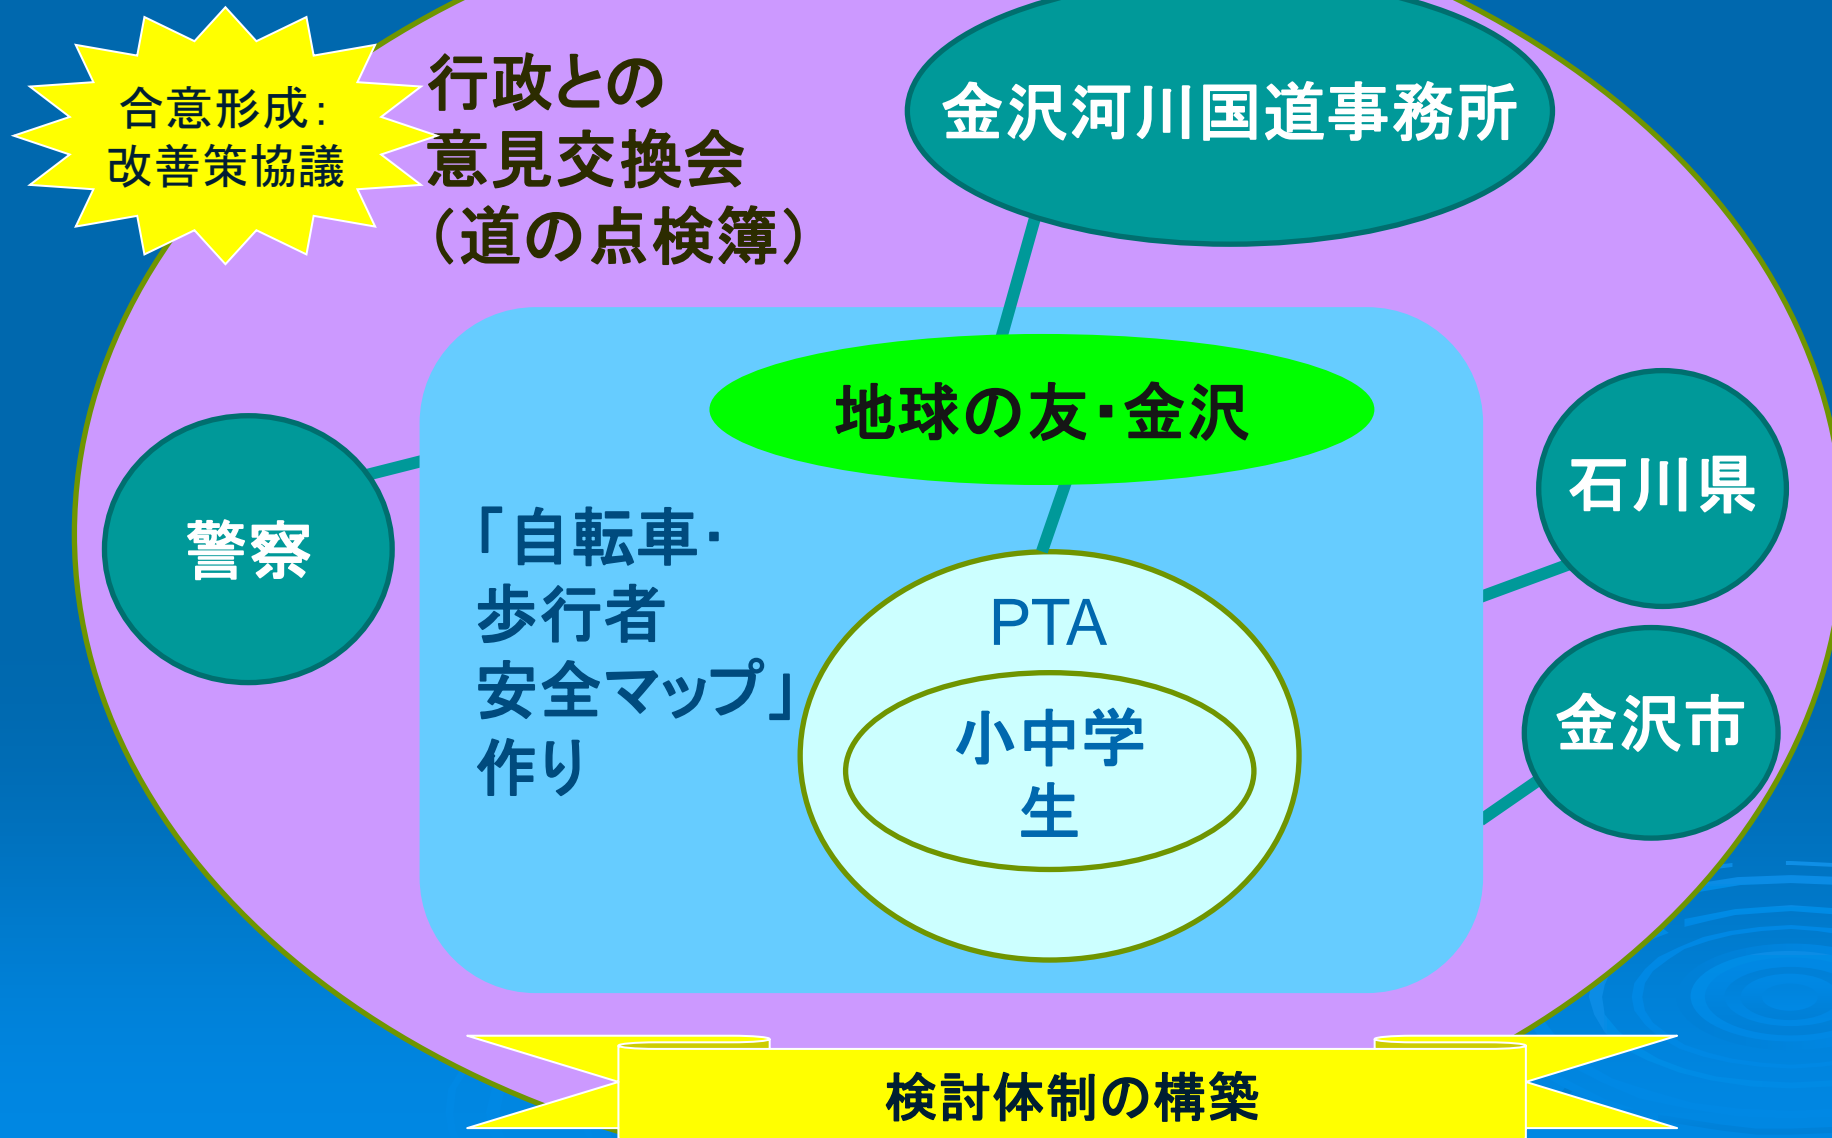 合意形成：
改善策協議
行政との
意見交換会
（道の点検簿）
金沢河川国道事務所
地球の友・金沢
警察
石川県
金沢市
「自転車・
歩行者
安全マップ」
作り
PTA
小中学
生
検討体制の構築